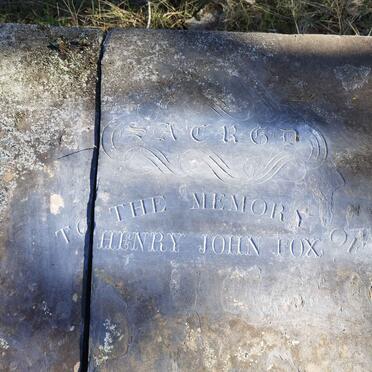 SACRED
TO THE MEMORY OF
HENRY JOHN FOX